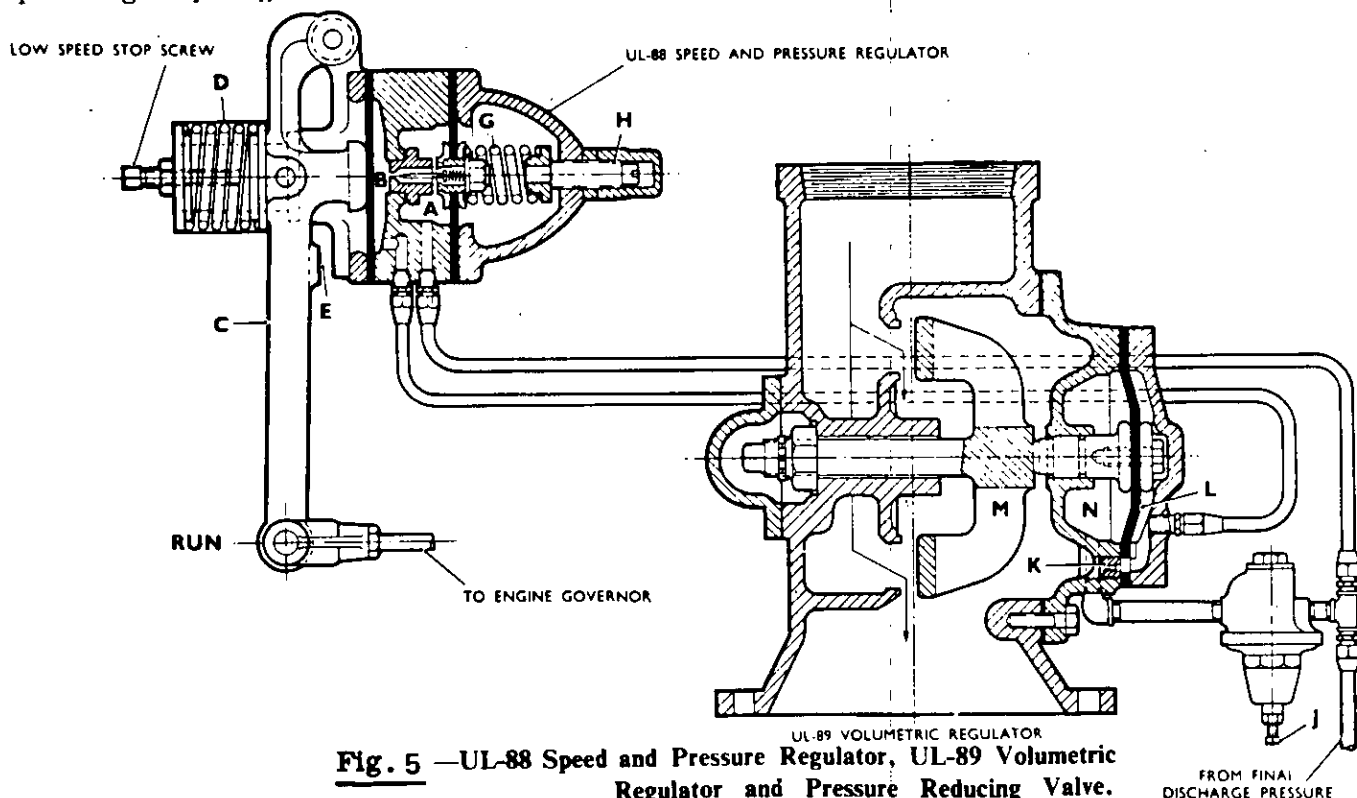 LOW SPEED STOP SCREW
D
UL-88 SPEED AND PRESSURE REGULATOR
G
H
B
A
C
E
RUN
TO ENGINE GOVERNOR
M
N
L
K
J
UL-89 VOLUMETRIC REGULATOR
Fig. 5 —UL-88 Speed and Pressure Regulator, UL-89 Volumetric
Regulator and Pressure Reducing Valve.
FROM FINAL
DISCHARGE PRESSURE